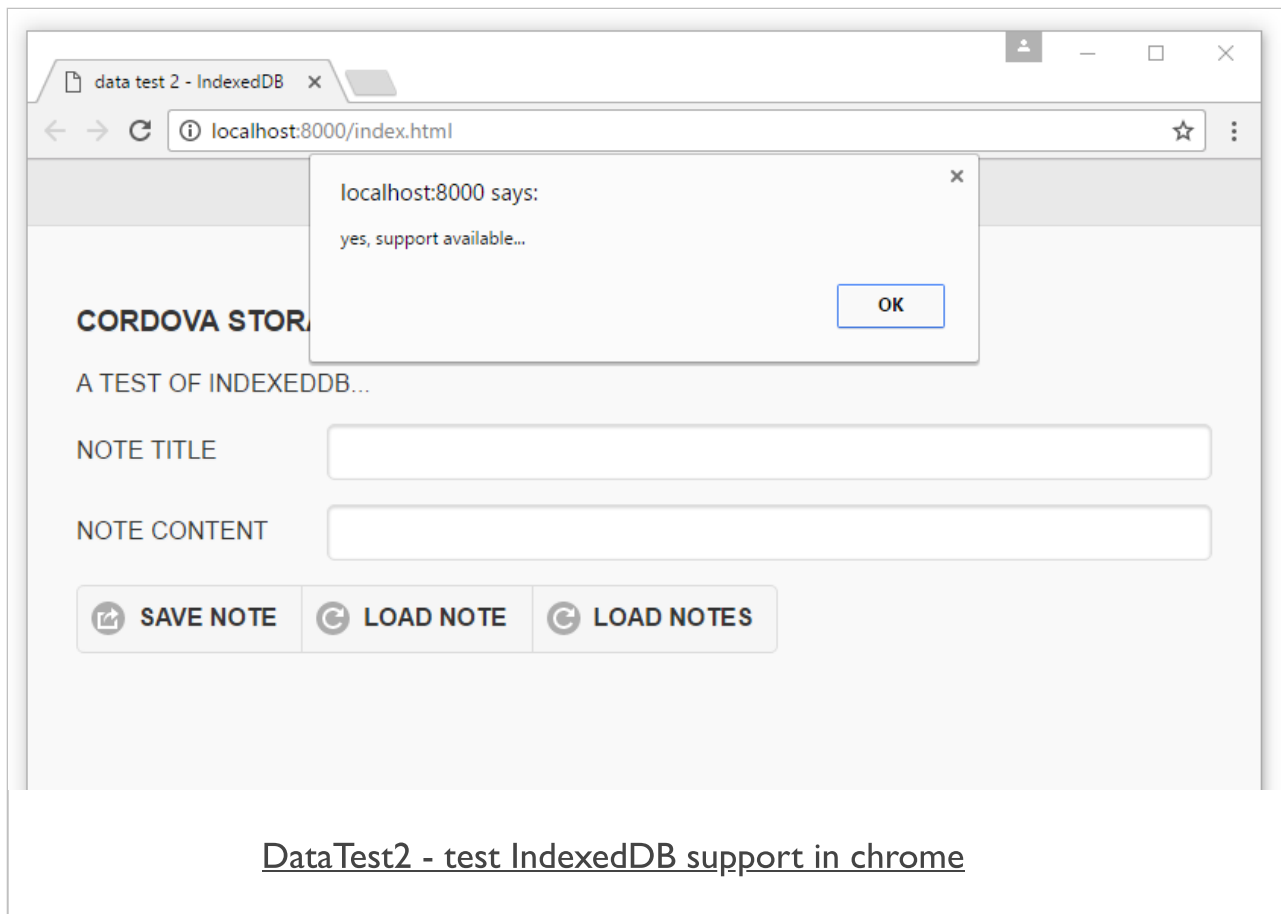 data test 2 - IndexedDB
localhost:8000/index.html
localhost:8000 says:
yes, support available...
OK
CORDOVA
A TEST OF INDEXEDDB...
NOTE TITLE
NOTE CONTENT
SAVE NOTE LOAD NOTE LOAD NOTES
DataTest2 - test IndexedDB support in chrome